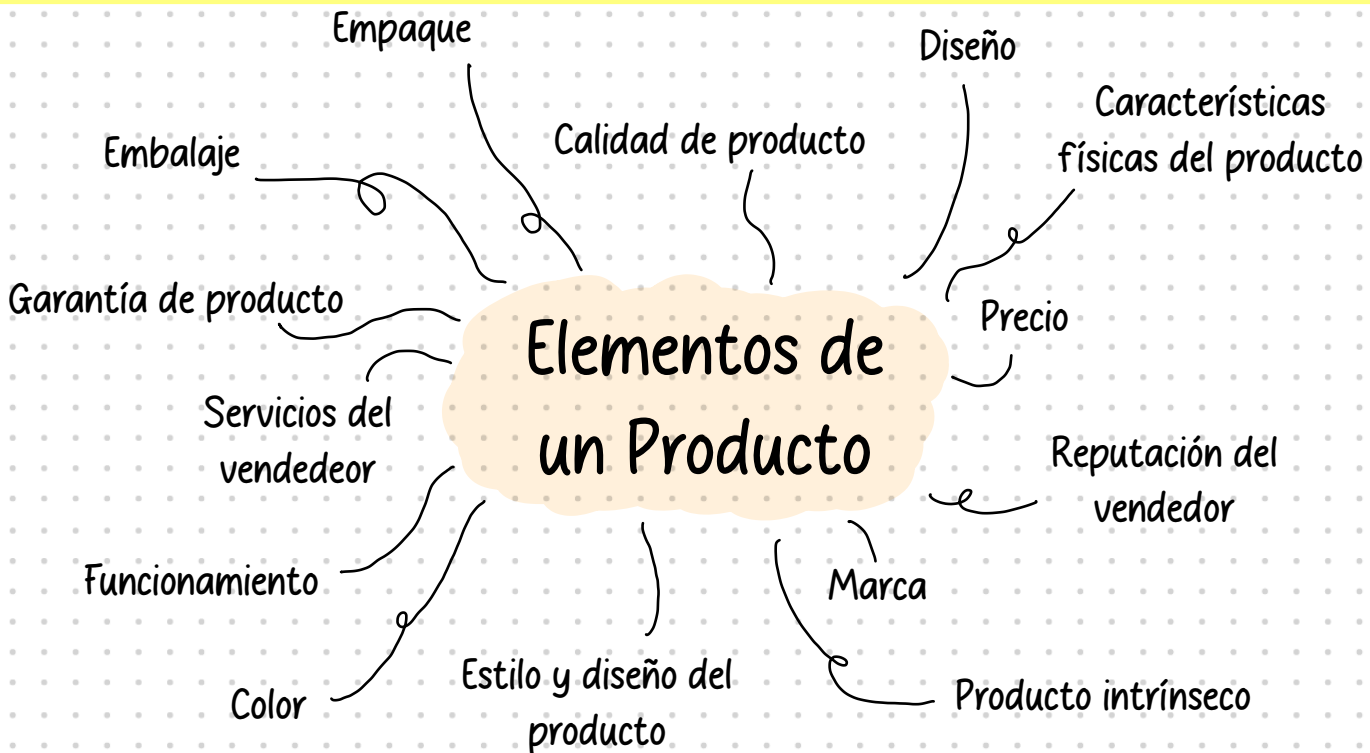 Empaque
Diseño
Características
físicas del producto
Calidad de producto
Embalaje
Garantía de producto
Precio
Elementos de
un Producto
Servicios del
vendedeor
Reputación del
vendedor
Funcionamiento
Marca
Color
Estilo y diseño del
producto
Producto intrínseco